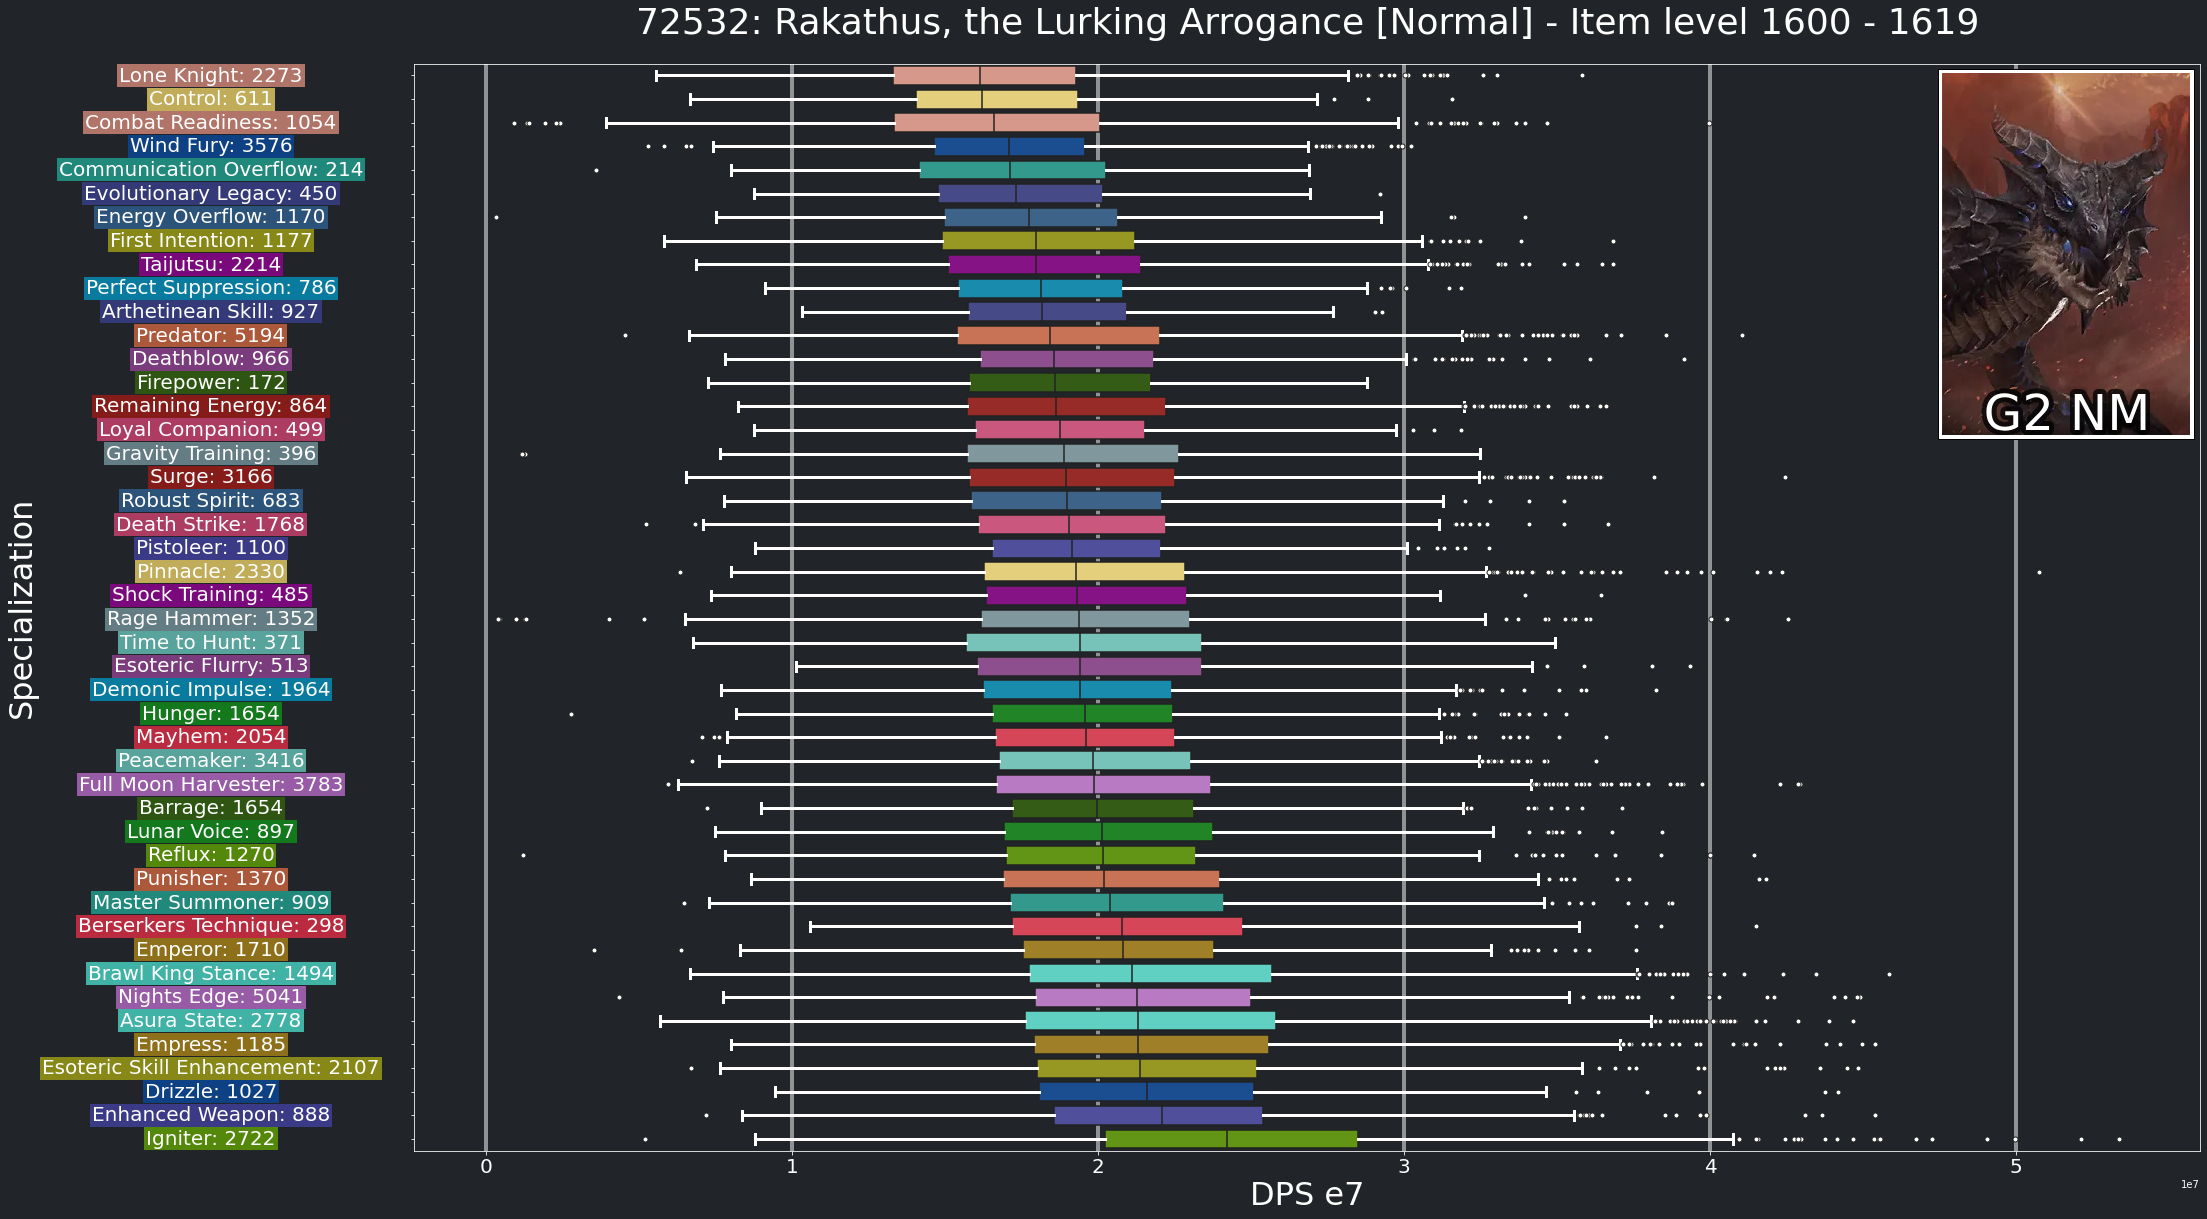 72532: Rakathus, the Lurking Arrogance [Normal] - Item level 1600 - 1619
Specialization
Lone Knight: 2273
Control: 611
Combat Readiness: 1054
Wind Fury: 3576
Communication Overflow: 214
Evolutionary Legacy: 450
Energy Overflow: 1170
First Intention: 1177
Taijutsu: 2214
Perfect Suppression: 786
Arthetinean Skill: 927
Predator: 5194
Deathblow: 966
Firepower: 172
Remaining Energy: 864
Loyal Companion: 499
Gravity Training: 396
Surge: 3166
Robust Spirit: 683
Death Strike: 1768
Pistoleer: 1100
Pinnacle: 2330
Shock Training: 485
Rage Hammer: 1352
Time to Hunt: 371
Esoteric Flurry: 513
Demonic Impulse: 1964
Hunger: 1654
Mayhem: 2054
Peacemaker: 3416
Full Moon Harvester: 3783
Barrage: 1654
Lunar Voice: 897
Reflux: 1270
Punisher: 1370
Master Summoner: 909
Berserkers Technique: 298
Emperor: 1710
Brawl King Stance: 1494
Nights Edge: 5041
Asura State: 2778
Empress: 1185
Esoteric Skill Enhancement: 2107
Drizzle: 1027
Enhanced Weapon: 888
Igniter: 2722
G2 NM
0 1 2 3 4 5
1e7
DPS e7